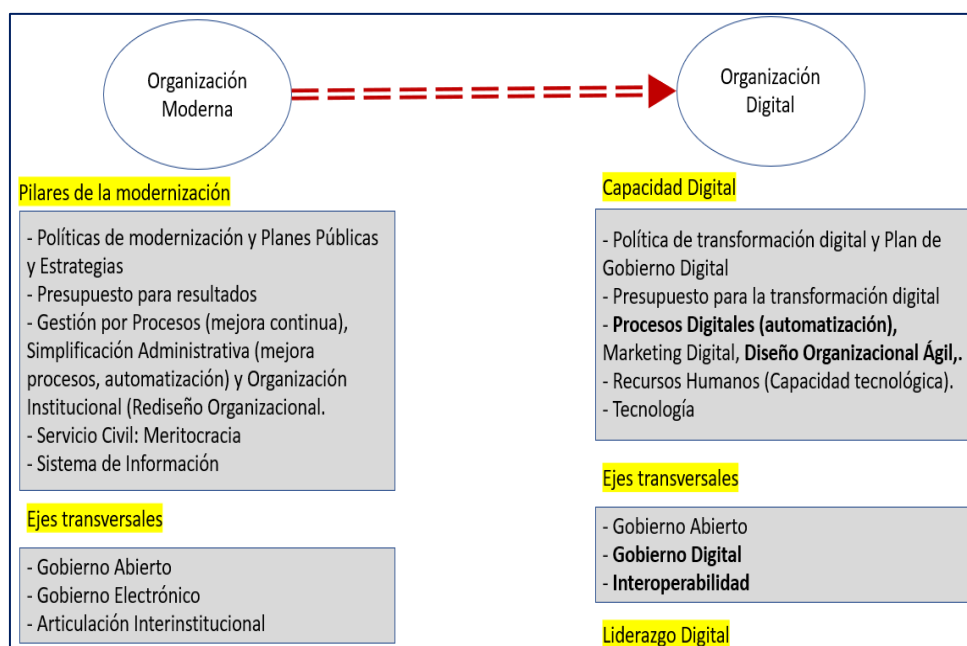 Organización
Moderna
Organización
Digital
Pilares de la modernización
- Políticas de modernización y Planes Públicas
y Estrategias
- Presupuesto para resultados
- Gestión por Procesos (mejora continua),
Simplificación Administrativa (mejora
procesos, automatización) y Organización
Institucional (Rediseño Organizacional.
- Servicio Civil: Meritocracia
- Sistema de Información
Ejes transversales
- Gobierno Abierto
- Gobierno Electrónico
- Articulación Interinstitucional
Capacidad Digital
- Política de transformación digital y Plan de
Gobierno Digital
- Presupuesto para la transformación digital
- Procesos Digitales (automatización),
Marketing Digital, Diseño Organizacional Ágil,.
- Recursos Humanos (Capacidad tecnológica).
- Tecnología
Ejes transversales
- Gobierno Abierto
- Gobierno Digital
- Interoperabilidad
Liderazgo Digital